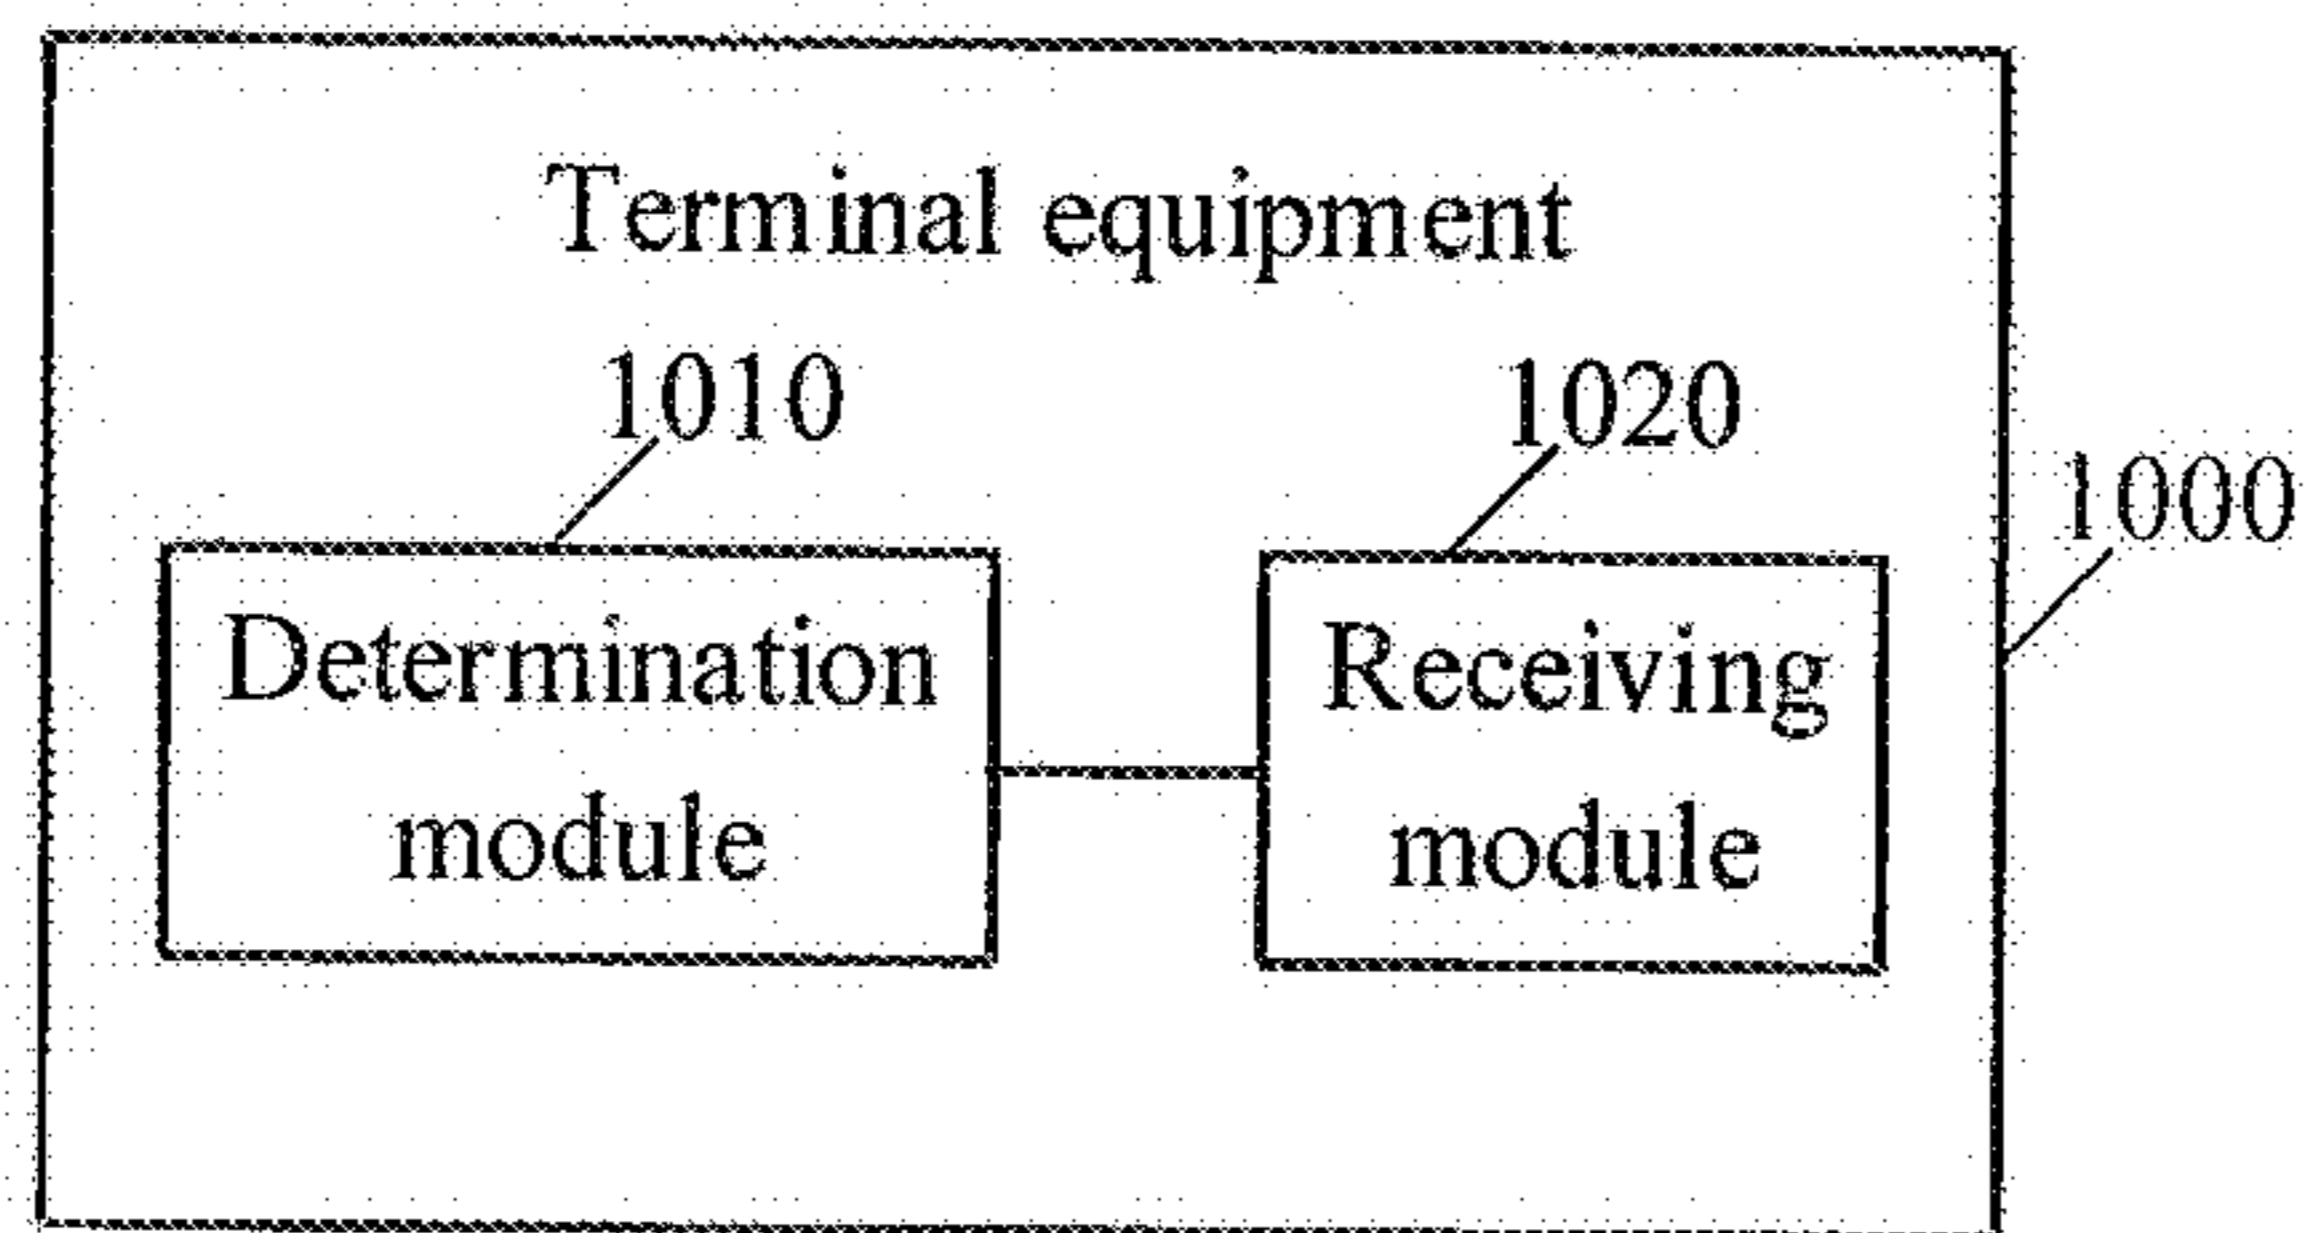 Terminal equipment
1010
1020
1000
Determination
module
Receiving
module